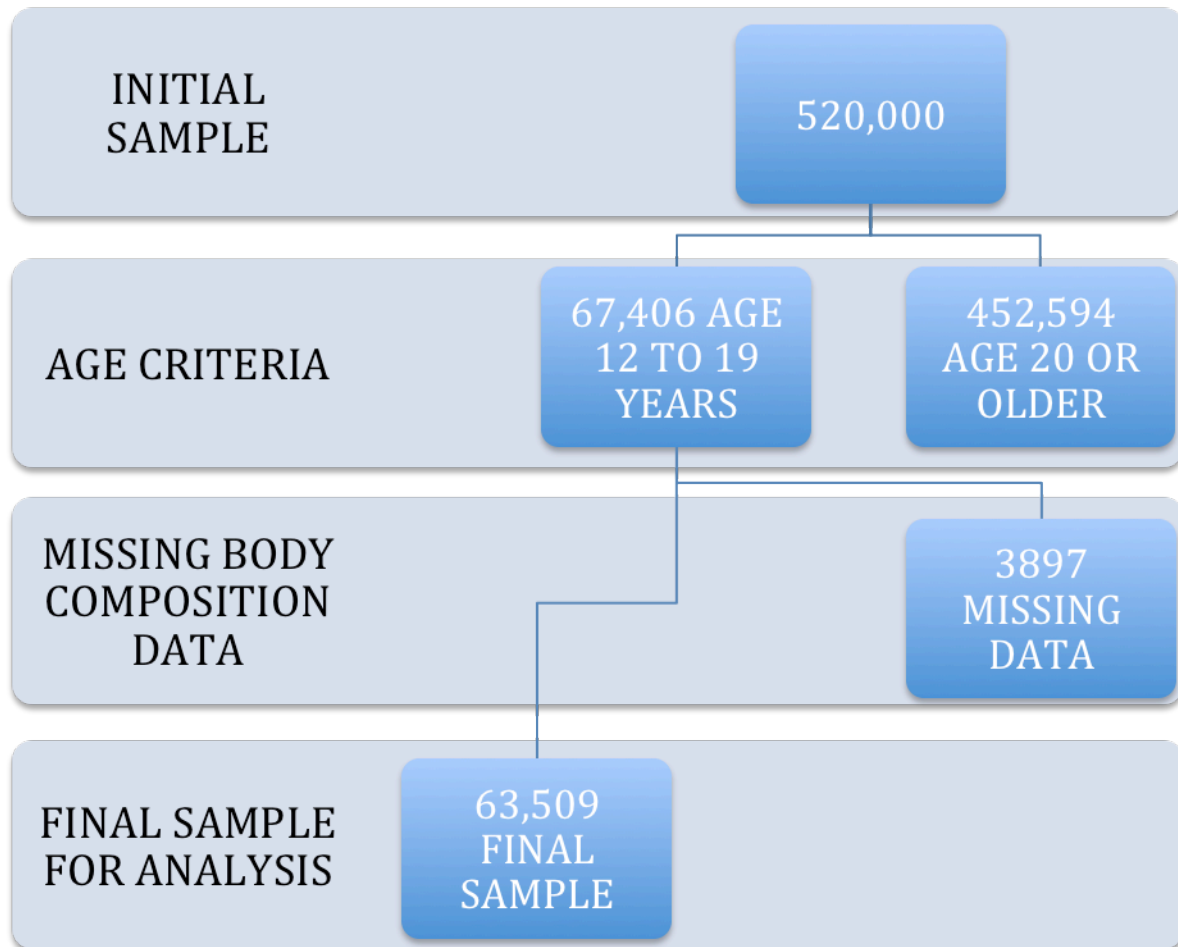 INITIAL
SAMPLE
520,000
AGE CRITERIA
67,406 AGE
12 TO 19
YEARS
452,594
AGE 20 OR
OLDER
MISSING BODY
COMPOSITION
DATA
3897
MISSING
DATA
FINAL SAMPLE
FOR ANALYSIS
63,509
FINAL
SAMPLE